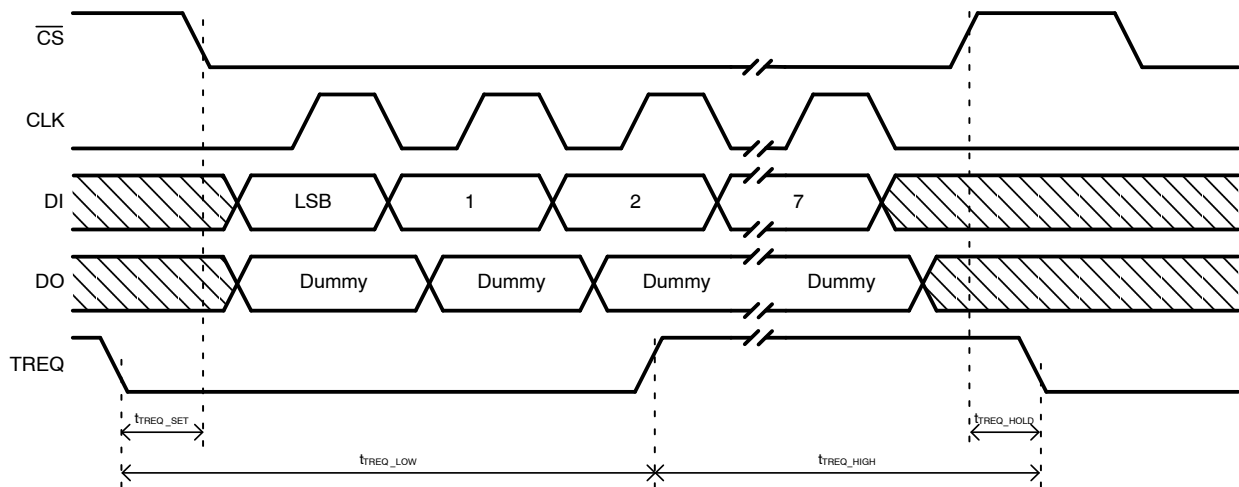 CS
CLK
DI LSB 1 2 7
DO Dummy Dummy Dummy Dummy
TREQ
tTREQ_SET tTREQ_HOLD
tTREQ_LOW tTREQ_HIGH